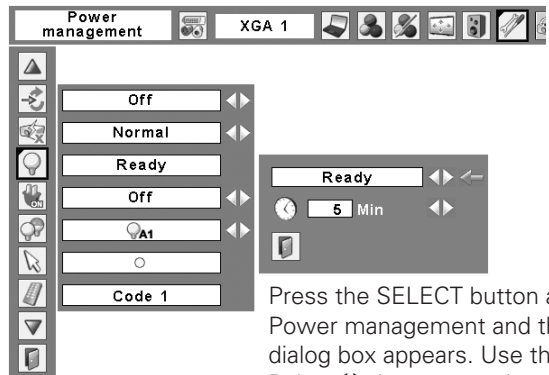 Power
management
XGA 1
Off
Normal
Ready
Off
A1
Code 1
ON
Ready
5 Min
Press the SELECT button a
Power management and th
dialog box appears. Use th